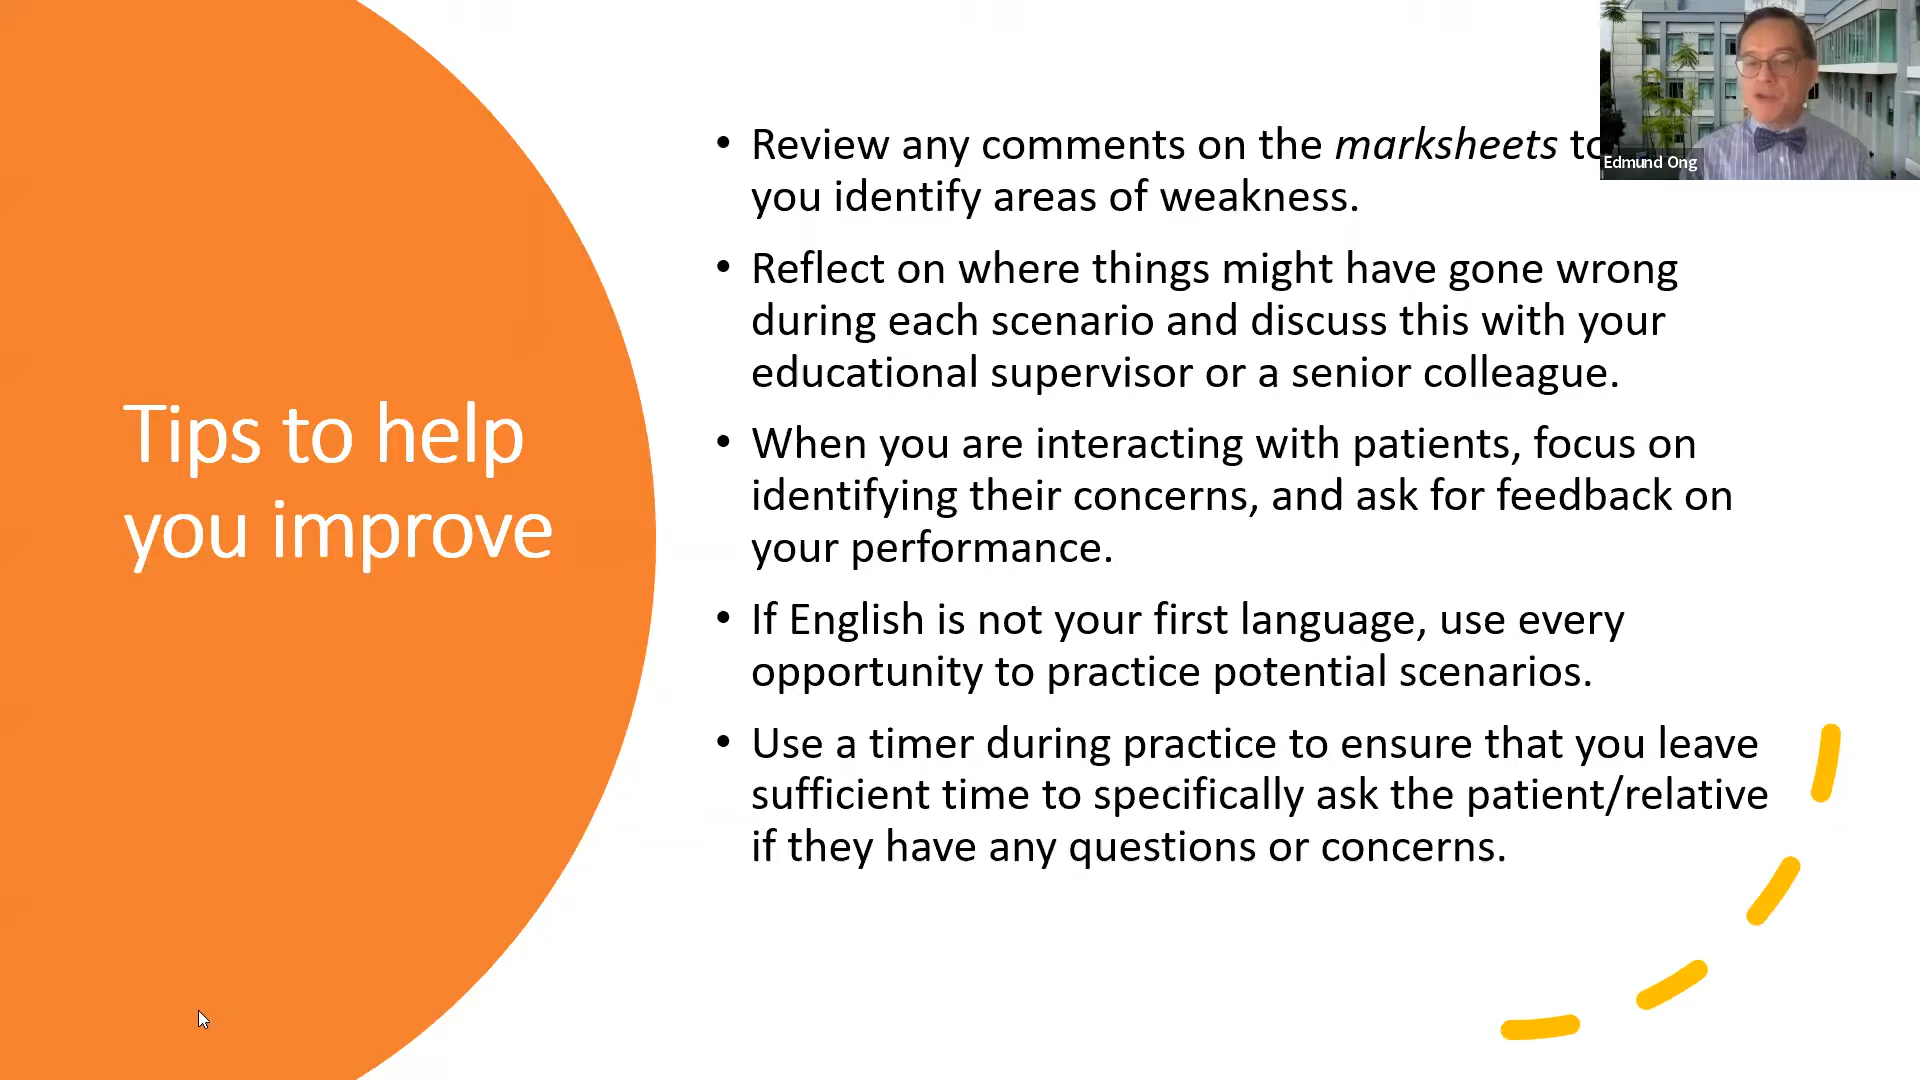 Tips to help
you improve
• Review any comments on the marksheets to
you identify areas of weakness.
• Reflect on where things might have gone wrong
during each scenario and discuss this with your
educational supervisor or a senior colleague.
• When you are interacting with patients, focus on
identifying their concerns, and ask for feedback on
your performance.
• If English is not your first language, use every
opportunity to practice potential scenarios.
• Use a timer during practice to ensure that you leave
sufficient time to specifically ask the patient/relative
if they have any questions or concerns.
Edmund Ong